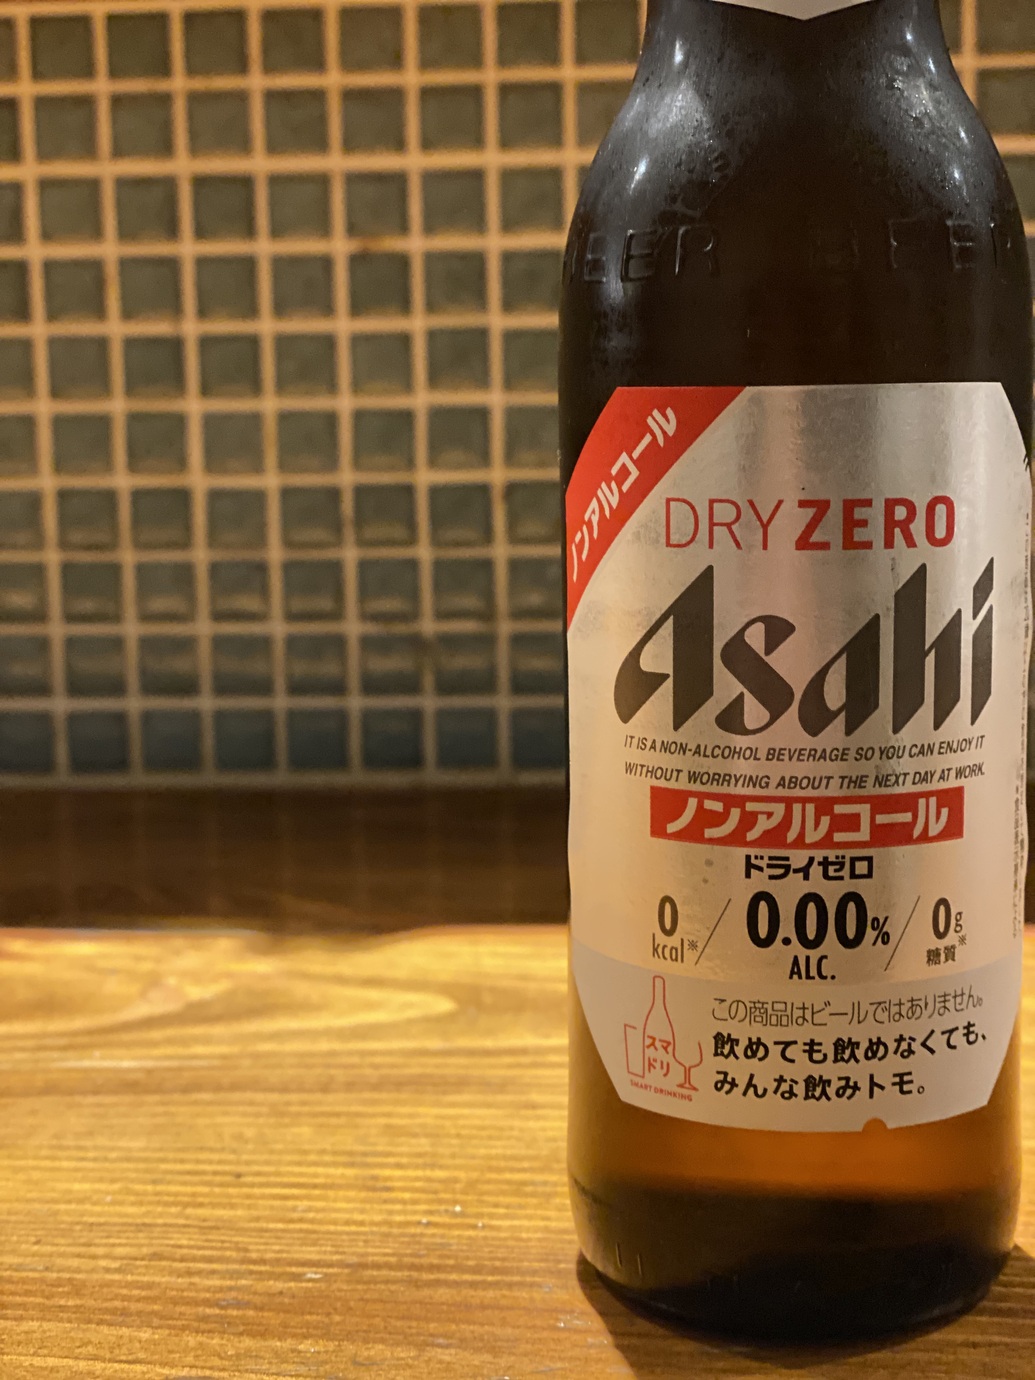 BEER BEER
ノンアルコール
DRY ZERO
Asahi
IT IS A NON-ALCOHOL BEVERAGE SO YOU CAN ENJOY IT
WITHOUT WORRYING ABOUT THE NEXT DAY AT WORK.
ノンアルコール
ドライゼロ
0 kcal※ / 0.00% ALC. / 0g 糖質※
スマ
ドリ
SMART DRINKING
この商品はビールではありません。
飲めても飲めなくても、
みんな飲みトモ。